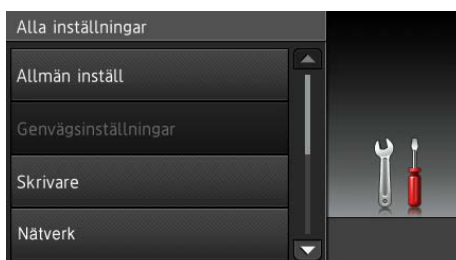 Alla inställningar
Allmän inställ
Genvägsinställningar
Skrivare
Nätverk